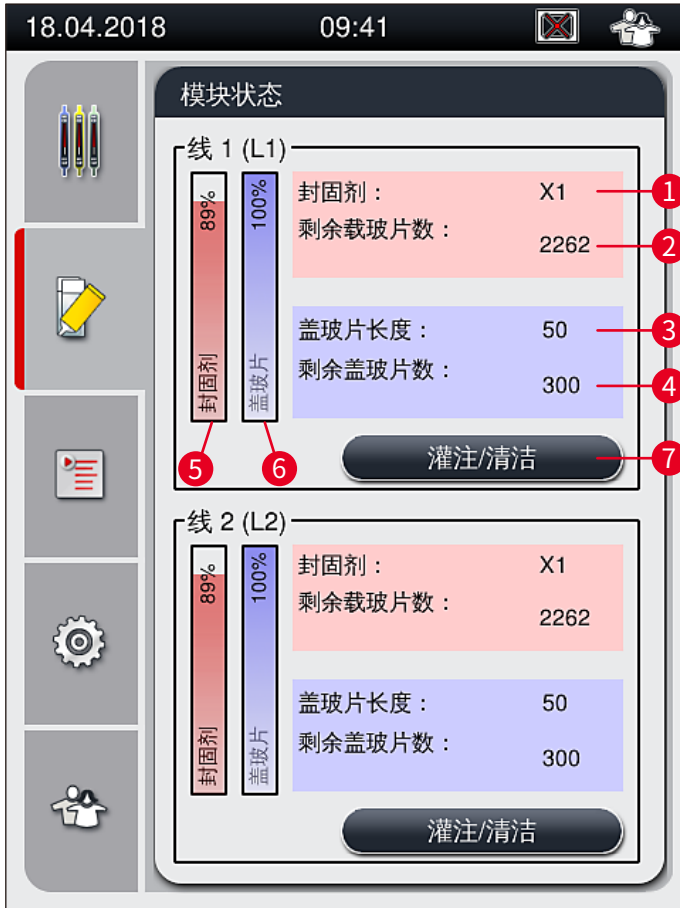 18.04.2018 09:41
模块状态
线 1 (L1)
89%
封固剂
100%
盖玻片
封固剂： X1 1
剩余载玻片数：
2262 2
盖玻片长度： 50 3
剩余盖玻片数：
300 4
5 6
灌注/清洁 7
线 2 (L2)
89%
封固剂
100%
盖玻片
封固剂： X1
剩余载玻片数：
2262
盖玻片长度： 50
剩余盖玻片数：
300
灌注/清洁